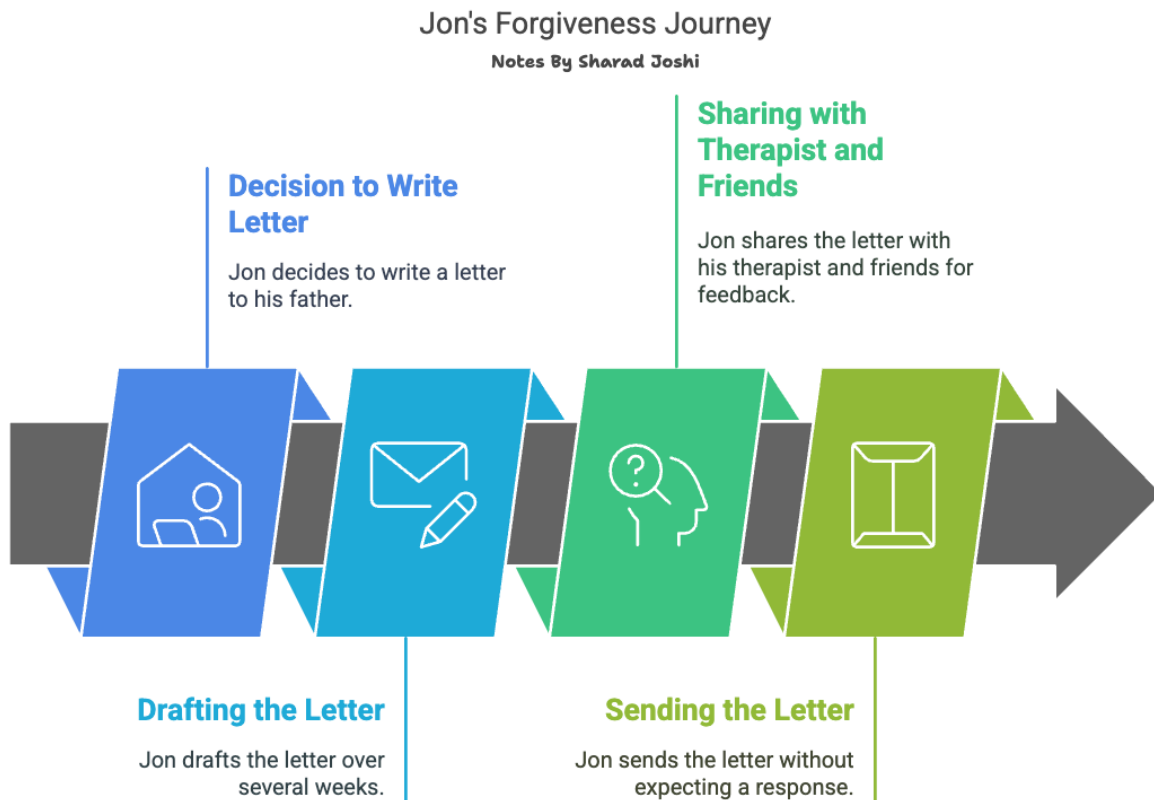 Jon's Forgiveness Journey
Notes By Sharad Joshi
Decision to Write
Letter
Jon decides to write a letter
to his father.
Drafting the Letter
Jon drafts the letter over
several weeks.
Sharing with
Therapist and
Friends
Jon shares the letter with
his therapist and friends for
feedback.
?
Sending the Letter
Jon sends the letter without
expecting a response.